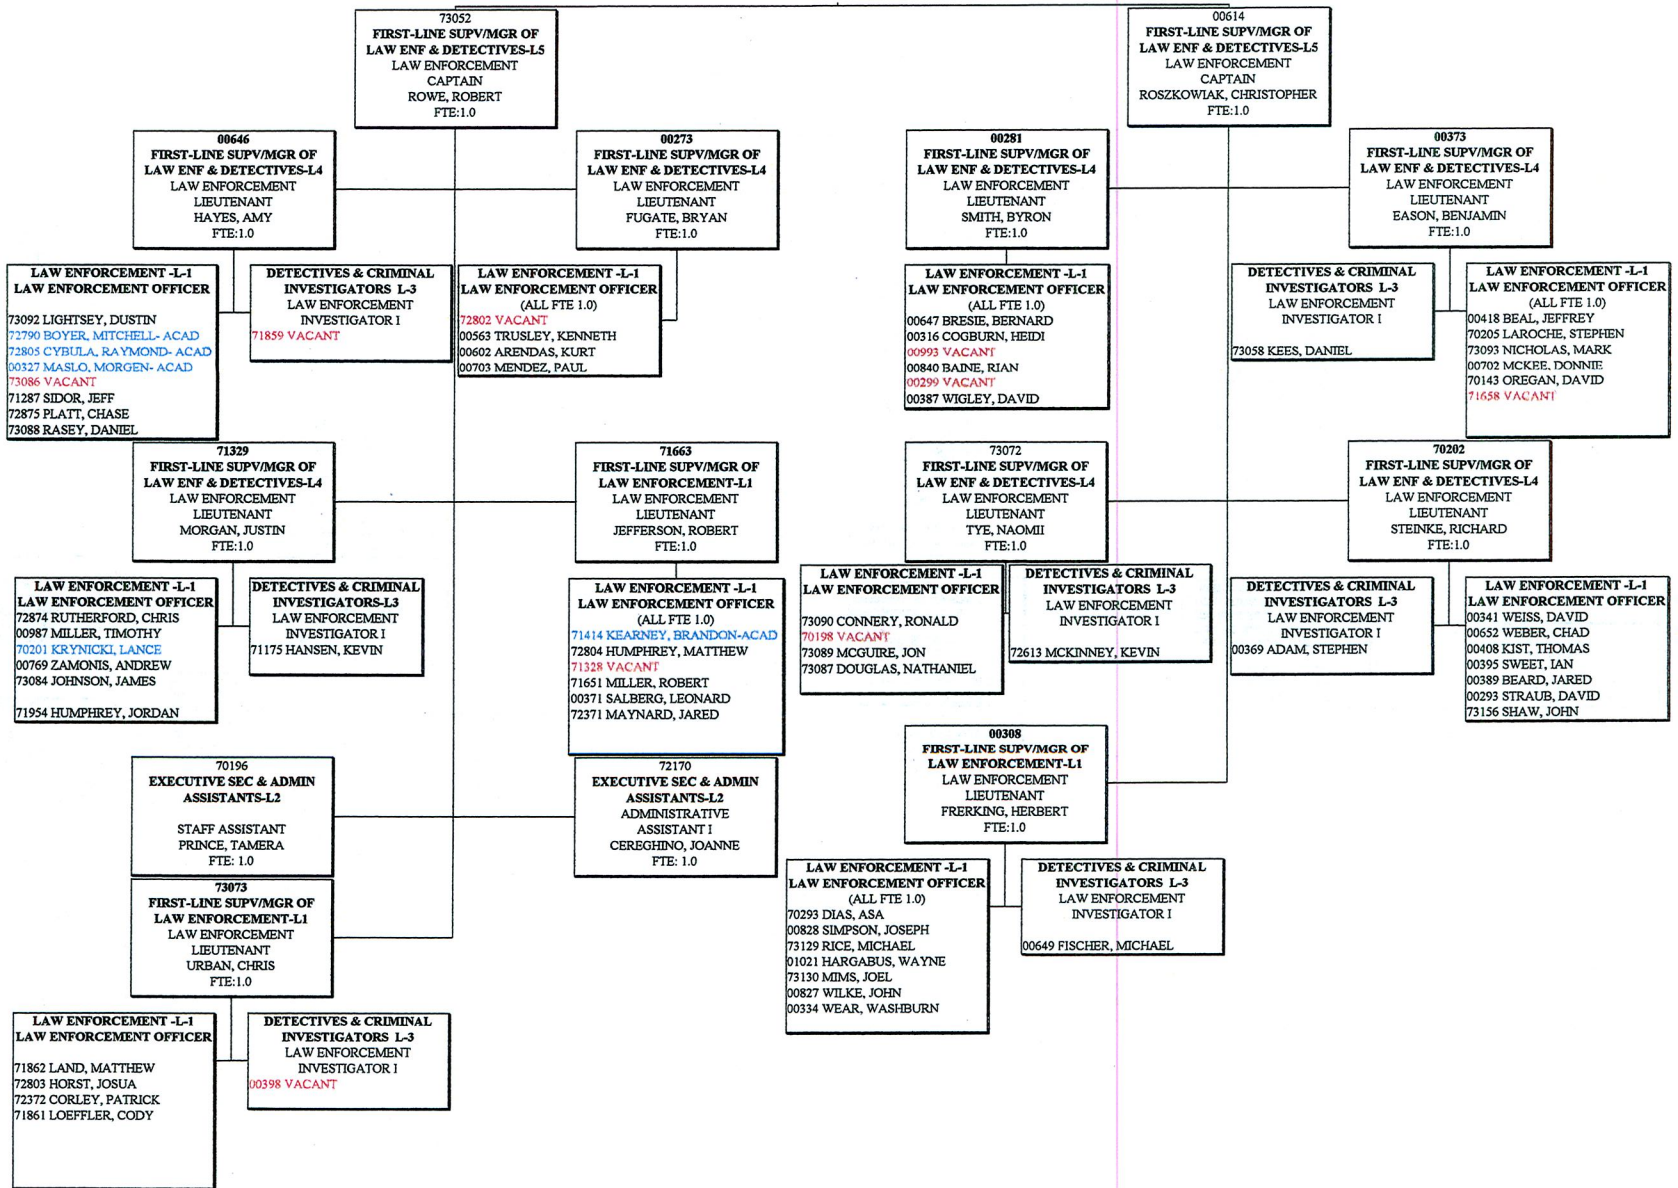 73052
FIRST-LINE SUPV/MGR OF
LAW ENF & DETECTIVES-L5
LAW ENFORCEMENT
CAPTAIN
ROWE, ROBERT
FTE:1.0
00614
FIRST-LINE SUPV/MGR OF
LAW ENF & DETECTIVES-L5
LAW ENFORCEMENT
CAPTAIN
ROSZKOWIAK, CHRISTOPHER
FTE:1.0
00646
FIRST-LINE SUPV/MGR OF
LAW ENF & DETECTIVES-L4
LAW ENFORCEMENT
LIEUTENANT
HAYES, AMY
FTE:1.0
00273
FIRST-LINE SUPV/MGR OF
LAW ENF & DETECTIVES-L4
LAW ENFORCEMENT
LIEUTENANT
FUGATE, BRYAN
FTE:1.0
00281
FIRST-LINE SUPV/MGR OF
LAW ENF & DETECTIVES-L4
LAW ENFORCEMENT
LIEUTENANT
SMITH, BYRON
FTE:1.0
00373
FIRST-LINE SUPV/MGR OF
LAW ENF & DETECTIVES-L4
LAW ENFORCEMENT
LIEUTENANT
EASON, BENJAMIN
FTE:1.0
LAW ENFORCEMENT -L-1
LAW ENFORCEMENT OFFICER
73092 LIGHTSEY, DUSTIN
72790 BOYER, MITCHELL- ACAD
72805 CYBULA, RAYMOND- ACAD
00327 MASLO, MORGEN- ACAD
73086 VACANT
71287 SIDOR, JEFF
72875 PLATT, CHASE
73088 RASEY, DANIEL
DETECTIVES & CRIMINAL
INVESTIGATORS L-3
LAW ENFORCEMENT
INVESTIGATOR I
71859 VACANT
LAW ENFORCEMENT -L-1
LAW ENFORCEMENT OFFICER
(ALL FTE 1.0)
72802 VACANT
00563 TRUSLEY, KENNETH
00602 ARENDAS, KURT
00703 MENDEZ, PAUL
LAW ENFORCEMENT -L-1
LAW ENFORCEMENT OFFICER
(ALL FTE 1.0)
00647 BRESIE, BERNARD
00316 COGBURN, HEIDI
00993 VACANT
00840 BAINE, RIAN
00299 VACANT
00387 WIGLEY, DAVID
DETECTIVES & CRIMINAL
INVESTIGATORS L-3
LAW ENFORCEMENT
INVESTIGATOR I
73058 KEES, DANIEL
LAW ENFORCEMENT -L-1
LAW ENFORCEMENT OFFICER
(ALL FTE 1.0)
00418 BEAL, JEFFREY
70205 LAROCHE, STEPHEN
73093 NICHOLAS, MARK
00702 MCKEE, DONNIE
70143 OREGAN, DAVID
71658 VACANT
71329
FIRST-LINE SUPV/MGR OF
LAW ENF & DETECTIVES-L4
LAW ENFORCEMENT
LIEUTENANT
MORGAN, JUSTIN
FTE:1.0
71663
FIRST-LINE SUPV/MGR OF
LAW ENFORCEMENT-L1
LAW ENFORCEMENT
LIEUTENANT
JEFFERSON, ROBERT
FTE:1.0
73072
FIRST-LINE SUPV/MGR OF
LAW ENF & DETECTIVES-L4
LAW ENFORCEMENT
LIEUTENANT
TYE, NAOMII
FTE:1.0
70202
FIRST-LINE SUPV/MGR OF
LAW ENF & DETECTIVES-L4
LAW ENFORCEMENT
LIEUTENANT
STEINKE, RICHARD
FTE:1.0
LAW ENFORCEMENT -L-1
LAW ENFORCEMENT OFFICER
72874 RUTHERFORD, CHRIS
00987 MILLER, TIMOTHY
70201 KRYNICKI, LANCE
00769 ZAMONIS, ANDREW
73084 JOHNSON, JAMES
71954 HUMPHREY, JORDAN
DETECTIVES & CRIMINAL
INVESTIGATORS-L3
LAW ENFORCEMENT
INVESTIGATOR I
71175 HANSEN, KEVIN
LAW ENFORCEMENT -L-1
LAW ENFORCEMENT OFFICER
(ALL FTE 1.0)
71414 KEARNEY, BRANDON-ACAD
72804 HUMPHREY, MATTHEW
71328 VACANT
71651 MILLER, ROBERT
00371 SALBERG, LEONARD
72371 MAYNARD, JARED
LAW ENFORCEMENT -L-1
LAW ENFORCEMENT OFFICER
73090 CONNERY, RONALD
70198 VACANT
73089 MCGUIRE, JON
73087 DOUGLAS, NATHANIEL
DETECTIVES & CRIMINAL
INVESTIGATORS L-3
LAW ENFORCEMENT
INVESTIGATOR I
72613 MCKINNEY, KEVIN
DETECTIVES & CRIMINAL
INVESTIGATORS L-3
LAW ENFORCEMENT
INVESTIGATOR I
00369 ADAM, STEPHEN
LAW ENFORCEMENT -L-1
LAW ENFORCEMENT OFFICER
00341 WEISS, DAVID
00652 WEBER, CHAD
00408 KIST, THOMAS
00395 SWEET, IAN
00389 BEARD, JARED
00293 STRAUB, DAVID
73156 SHAW, JOHN
70196
EXECUTIVE SEC & ADMIN
ASSISTANTS-L2
STAFF ASSISTANT
PRINCE, TAMERA
FTE: 1.0
72170
EXECUTIVE SEC & ADMIN
ASSISTANTS-L2
ADMINISTRATIVE
ASSISTANT I
CEREGHINO, JOANNE
FTE: 1.0
00308
FIRST-LINE SUPV/MGR OF
LAW ENFORCEMENT-L1
LAW ENFORCEMENT
LIEUTENANT
FRERKING, HERBERT
FTE:1.0
73073
FIRST-LINE SUPV/MGR OF
LAW ENFORCEMENT-L1
LAW ENFORCEMENT
LIEUTENANT
URBAN, CHRIS
FTE:1.0
LAW ENFORCEMENT -L-1
LAW ENFORCEMENT OFFICER
(ALL FTE 1.0)
70293 DIAS, ASA
00828 SIMPSON, JOSEPH
73129 RICE, MICHAEL
01021 HARGABUS, WAYNE
73130 MIMS, JOEL
00827 WILKE, JOHN
00334 WEAR, WASHBURN
DETECTIVES & CRIMINAL
INVESTIGATORS L-3
LAW ENFORCEMENT
INVESTIGATOR I
00649 FISCHER, MICHAEL
LAW ENFORCEMENT -L-1
LAW ENFORCEMENT OFFICER
71862 LAND, MATTHEW
72803 HORST, JOSUA
72372 CORLEY, PATRICK
71861 LOEFFLER, CODY
DETECTIVES & CRIMINAL
INVESTIGATORS L-3
LAW ENFORCEMENT
INVESTIGATOR I
00398 VACANT